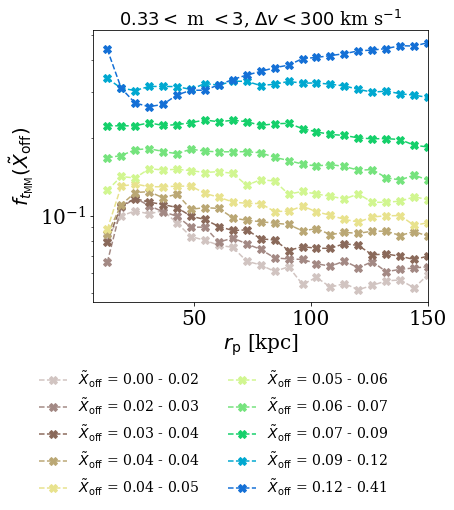 0.33 < m < 3, Δv < 300 km s⁻¹
f_{t_MM}(X̃_off)
10⁻¹
50 100 150
r_p [kpc]
X̃_off = 0.00 - 0.02 X̃_off = 0.05 - 0.06
X̃_off = 0.02 - 0.03 X̃_off = 0.06 - 0.07
X̃_off = 0.03 - 0.04 X̃_off = 0.07 - 0.09
X̃_off = 0.04 - 0.04 X̃_off = 0.09 - 0.12
X̃_off = 0.04 - 0.05 X̃_off = 0.12 - 0.41